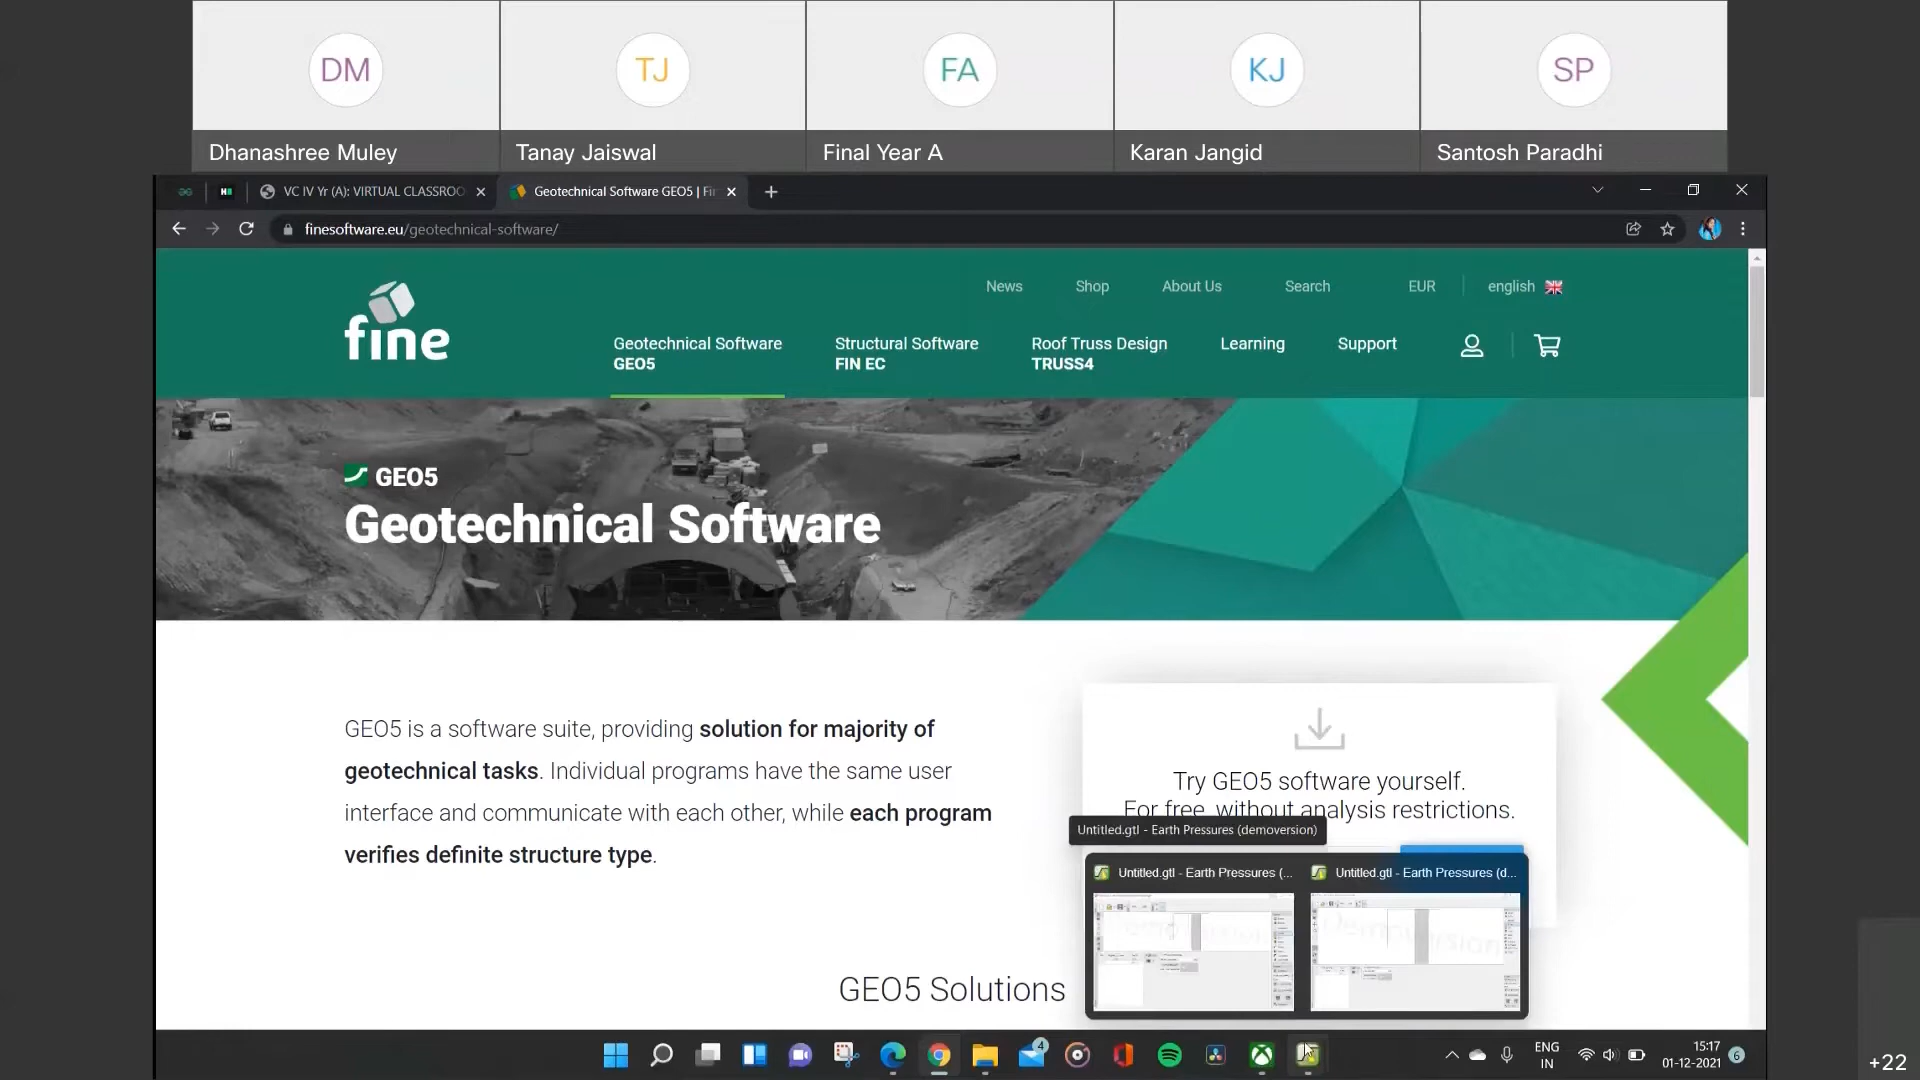 DM
TJ
FA
KJ
SP
Dhanashree Muley
Tanay Jaiswal
Final Year A
Karan Jangid
Santosh Paradhi
VC IV Yr (A): VIRTUAL CLASSROO
Geotechnical Software GEO5 | Fi
finesoftware.eu/geotechnical-software/
News
Shop
About Us
Search
EUR
english
fine
Geotechnical Software
GEO5
Structural Software
FIN EC
Roof Truss Design
TRUSS4
Learning
Support
GEO5
Geotechnical Software
GEO5 is a software suite, providing solution for majority of
geotechnical tasks. Individual programs have the same user
interface and communicate with each other, while each program
verifies definite structure type.
Try GEO5 software yourself.
For free, without analysis restrictions.
Untitled.gtl - Earth Pressures (demoversion)
Untitled.gtl - Earth Pressures (...
Untitled.gtl - Earth Pressures (d...
GEO5 Solutions
4
ENG
IN
15:17
01-12-2021
6
+22